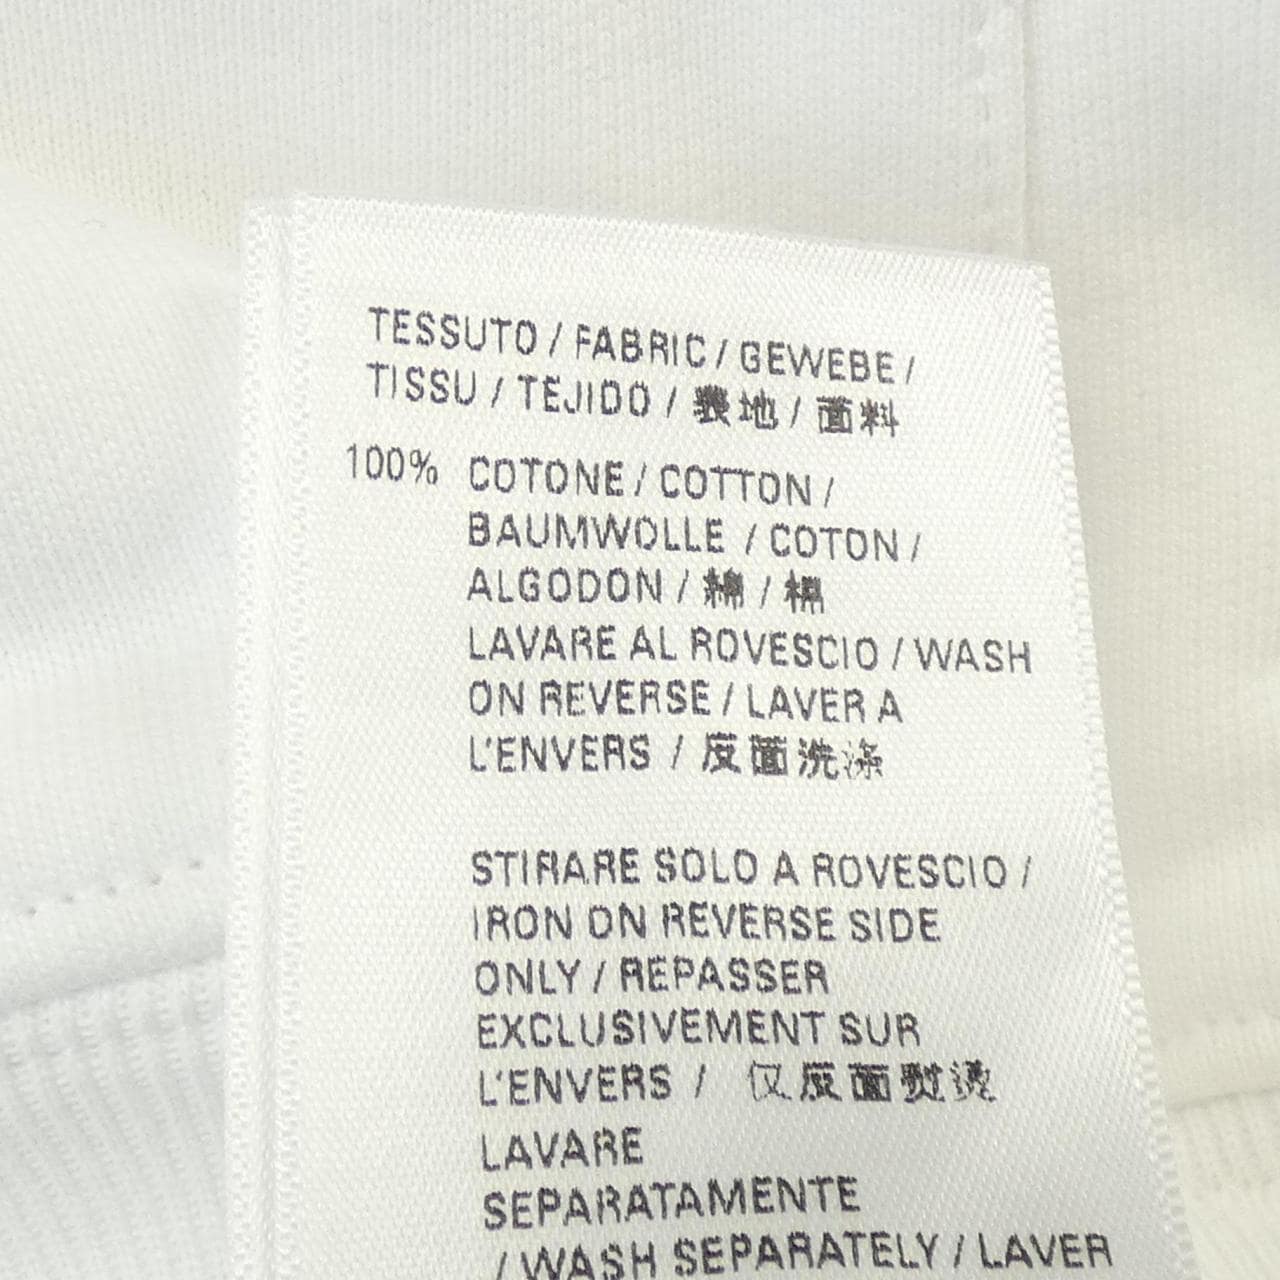 TESSUTO / FABRIC / GEWEBE /
TISSU / TEJIDO / 表地 / 面料
100% COTONE / COTTON /
BAUMWOLLE / COTON /
ALGODON / 綿 / 棉
LAVARE AL ROVESCIO / WASH
ON REVERSE / LAVER A
L'ENVERS / 反面洗涤
STIRARE SOLO A ROVESCIO /
IRON ON REVERSE SIDE
ONLY / REPASSER
EXCLUSIVEMENT SUR
L'ENVERS / 仅反面熨烫
LAVARE
SEPARATAMENTE
/ WASH SEPARATELY / LAVER